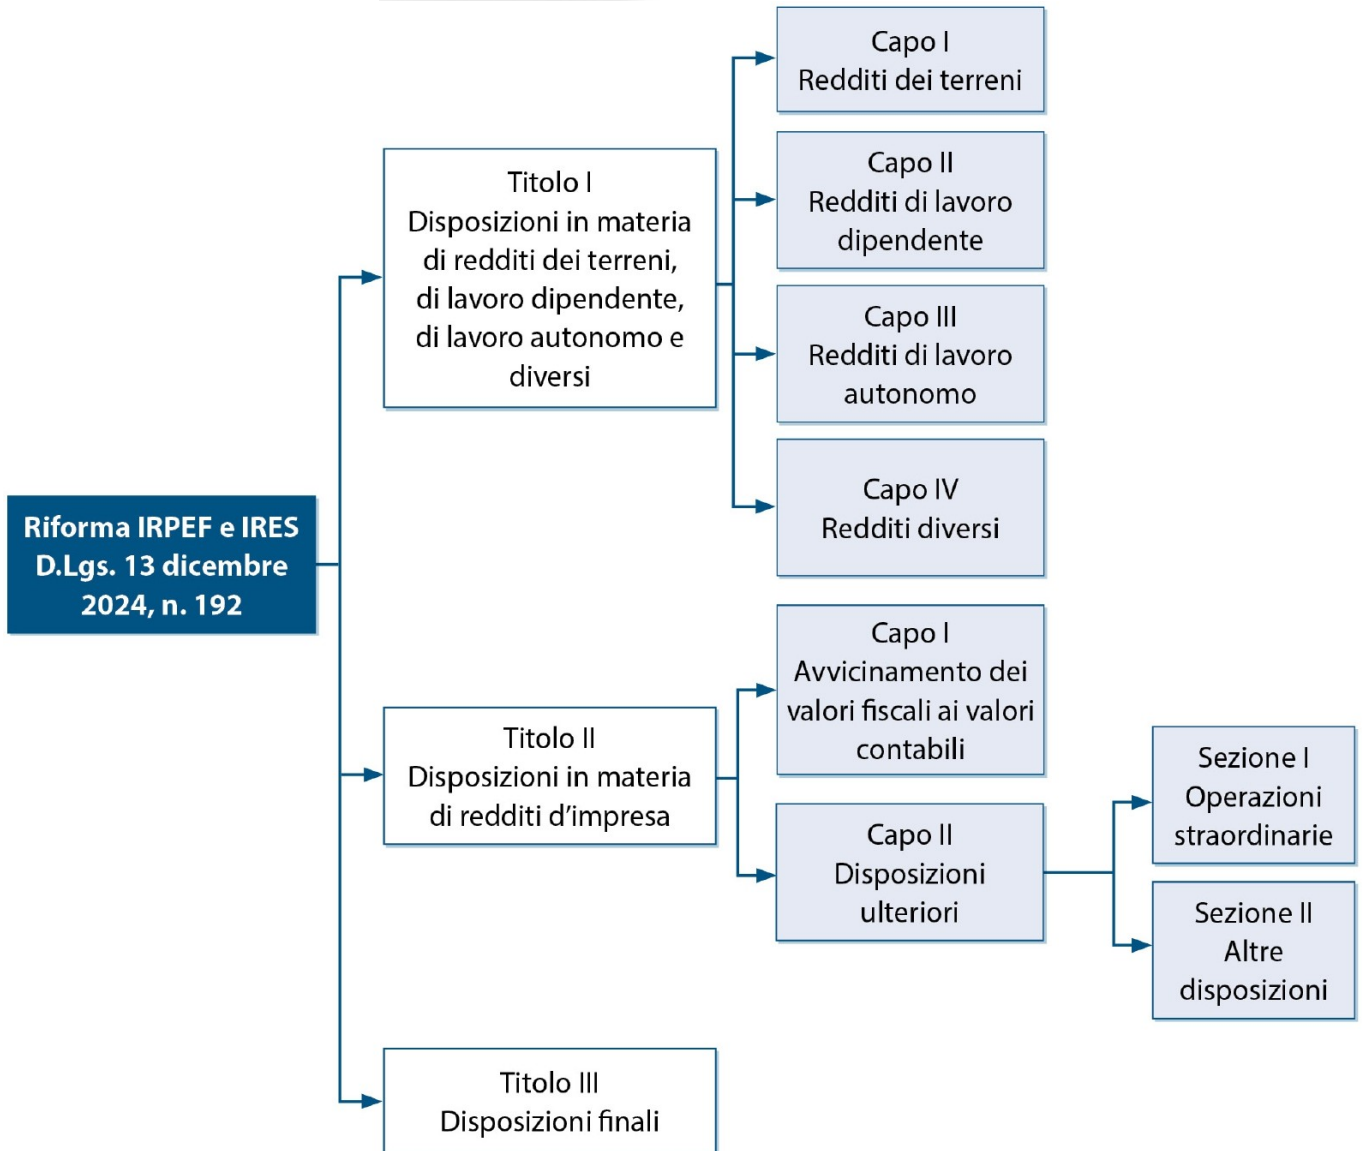 Riforma IRPEF e IRES
D.Lgs. 13 dicembre
2024, n. 192
Titolo I
Disposizioni in materia
di redditi dei terreni,
di lavoro dipendente,
di lavoro autonomo e
diversi
Capo I
Redditi dei terreni
Capo II
Redditi di lavoro
dipendente
Capo III
Redditi di lavoro
autonomo
Capo IV
Redditi diversi
Titolo II
Disposizioni in materia
di redditi d’impresa
Capo I
Avvicinamento dei
valori fiscali ai valori
contabili
Capo II
Disposizioni
ulteriori
Sezione I
Operazioni
straordinarie
Sezione II
Altre
disposizioni
Titolo III
Disposizioni finali